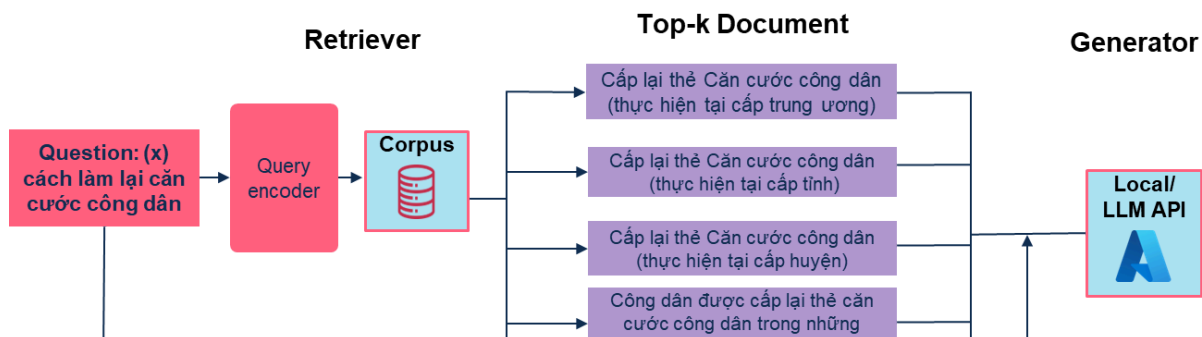 Retriever
Top-k Document
Generator
Question: (x)
cách làm lại căn
cước công dân
Query
encoder
Corpus
Cấp lại thẻ Căn cước công dân
(thực hiện tại cấp trung ương)
Cấp lại thẻ Căn cước công dân
(thực hiện tại cấp tỉnh)
Cấp lại thẻ Căn cước công dân
(thực hiện tại cấp huyện)
Công dân được cấp lại thẻ căn
cước công dân trong những
Local/
LLM API